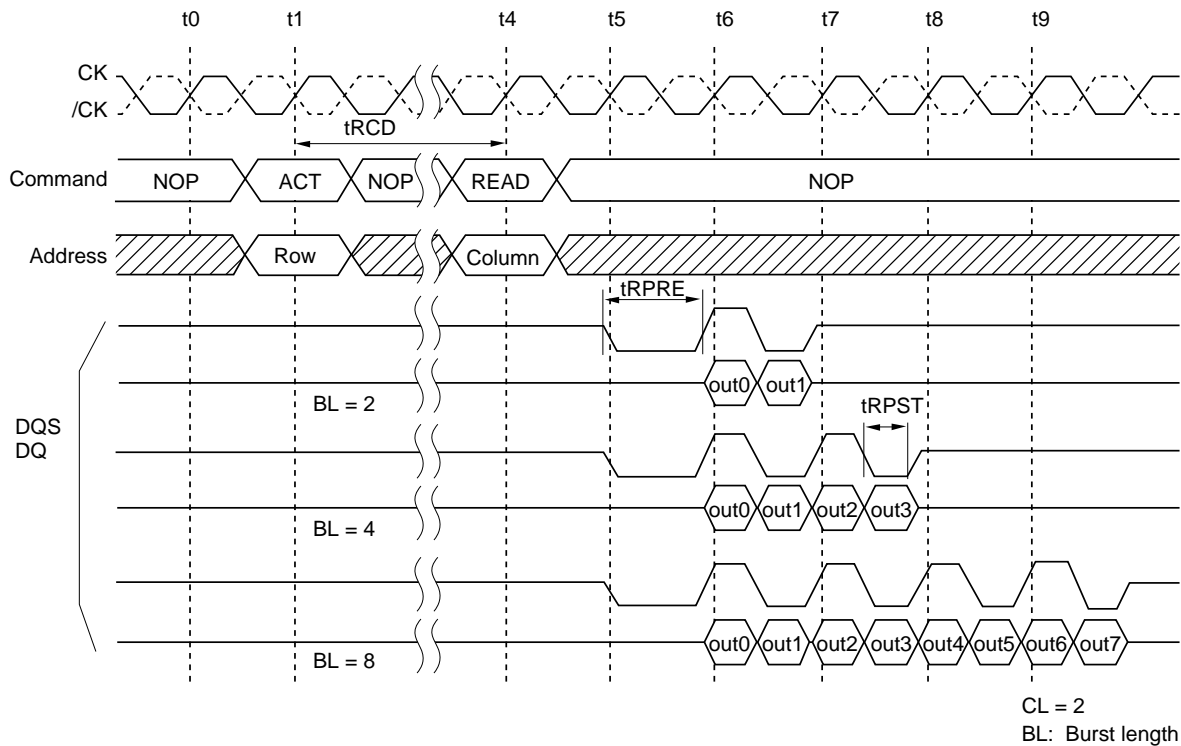 t0 t1 t4 t5 t6 t7 t8 t9
CK
/CK
tRCD
Command NOP ACT NOP READ NOP
Address Row Column
tRPRE
out0 out1
BL = 2
tRPST
DQS
DQ
out0 out1 out2 out3
BL = 4
out0 out1 out2 out3 out4 out5 out6 out7
BL = 8
CL = 2
BL: Burst length